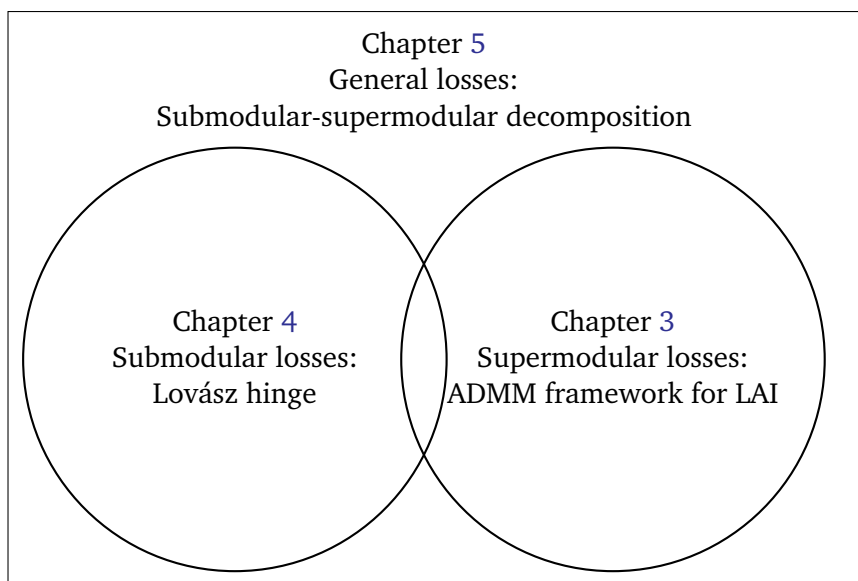 Chapter 5
General losses:
Submodular-supermodular decomposition
Chapter 4
Submodular losses:
Lovász hinge
Chapter 3
Supermodular losses:
ADMM framework for LAI